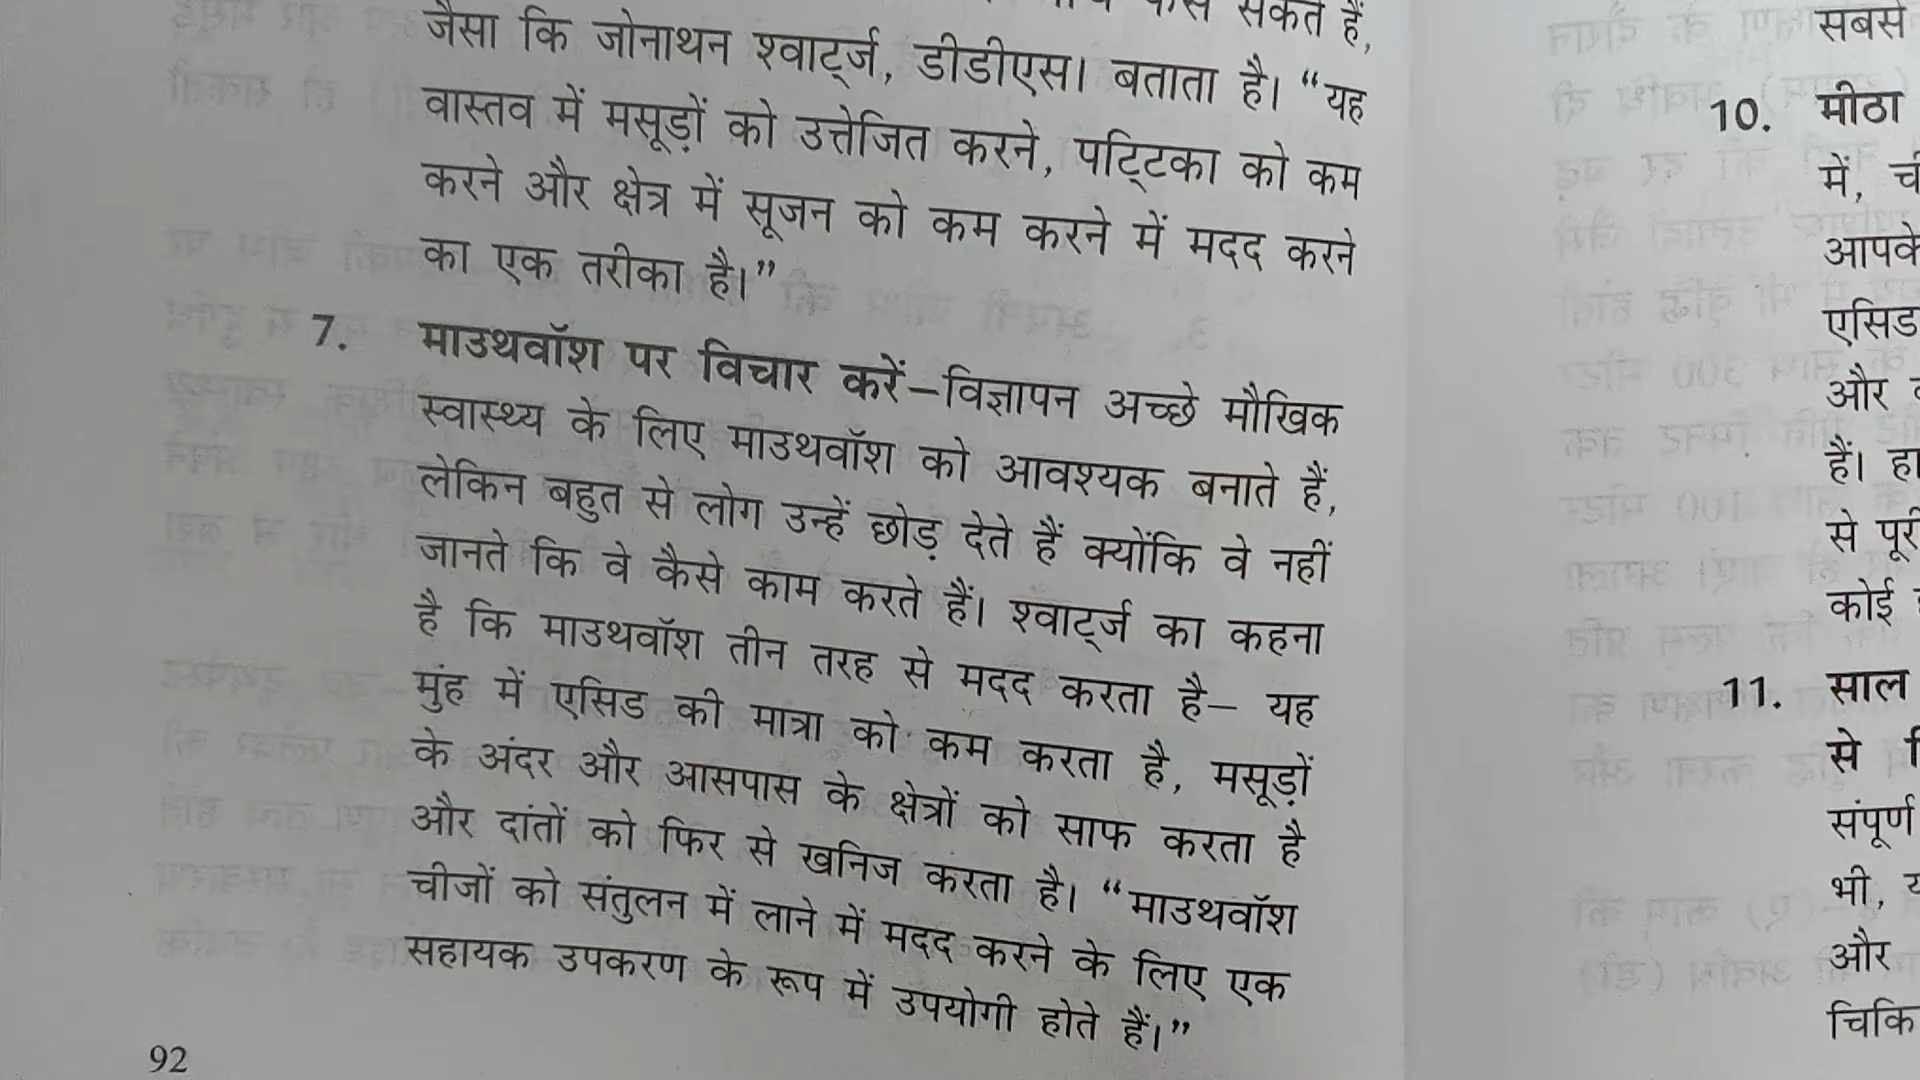 सकते हैं,
जैसा कि जोनाथन श्वार्ट्ज, डीडीएस। बताता है। “यह
वास्तव में मसूड़ों को उत्तेजित करने, पट्टिका को कम
करने और क्षेत्र में सूजन को कम करने में मदद करने
का एक तरीका है।”
7. माउथवॉश पर विचार करें–विज्ञापन अच्छे मौखिक
स्वास्थ्य के लिए माउथवॉश को आवश्यक बनाते हैं,
लेकिन बहुत से लोग उन्हें छोड़ देते हैं क्योंकि वे नहीं
जानते कि वे कैसे काम करते हैं। श्वार्ट्ज का कहना
है कि माउथवॉश तीन तरह से मदद करता है– यह
मुंह में एसिड की मात्रा को कम करता है, मसूड़ों
के अंदर और आसपास के क्षेत्रों को साफ करता है
और दांतों को फिर से खनिज करता है। “माउथवॉश
चीजों को संतुलन में लाने में मदद करने के लिए एक
सहायक उपकरण के रूप में उपयोगी होते हैं।”
92
सबसे
10. मीठा
में,
आपके
एसिड
और
हैं। हा
से पूरी
कोई
11. साल
से
संपूर्ण
भी,
और
चिकि